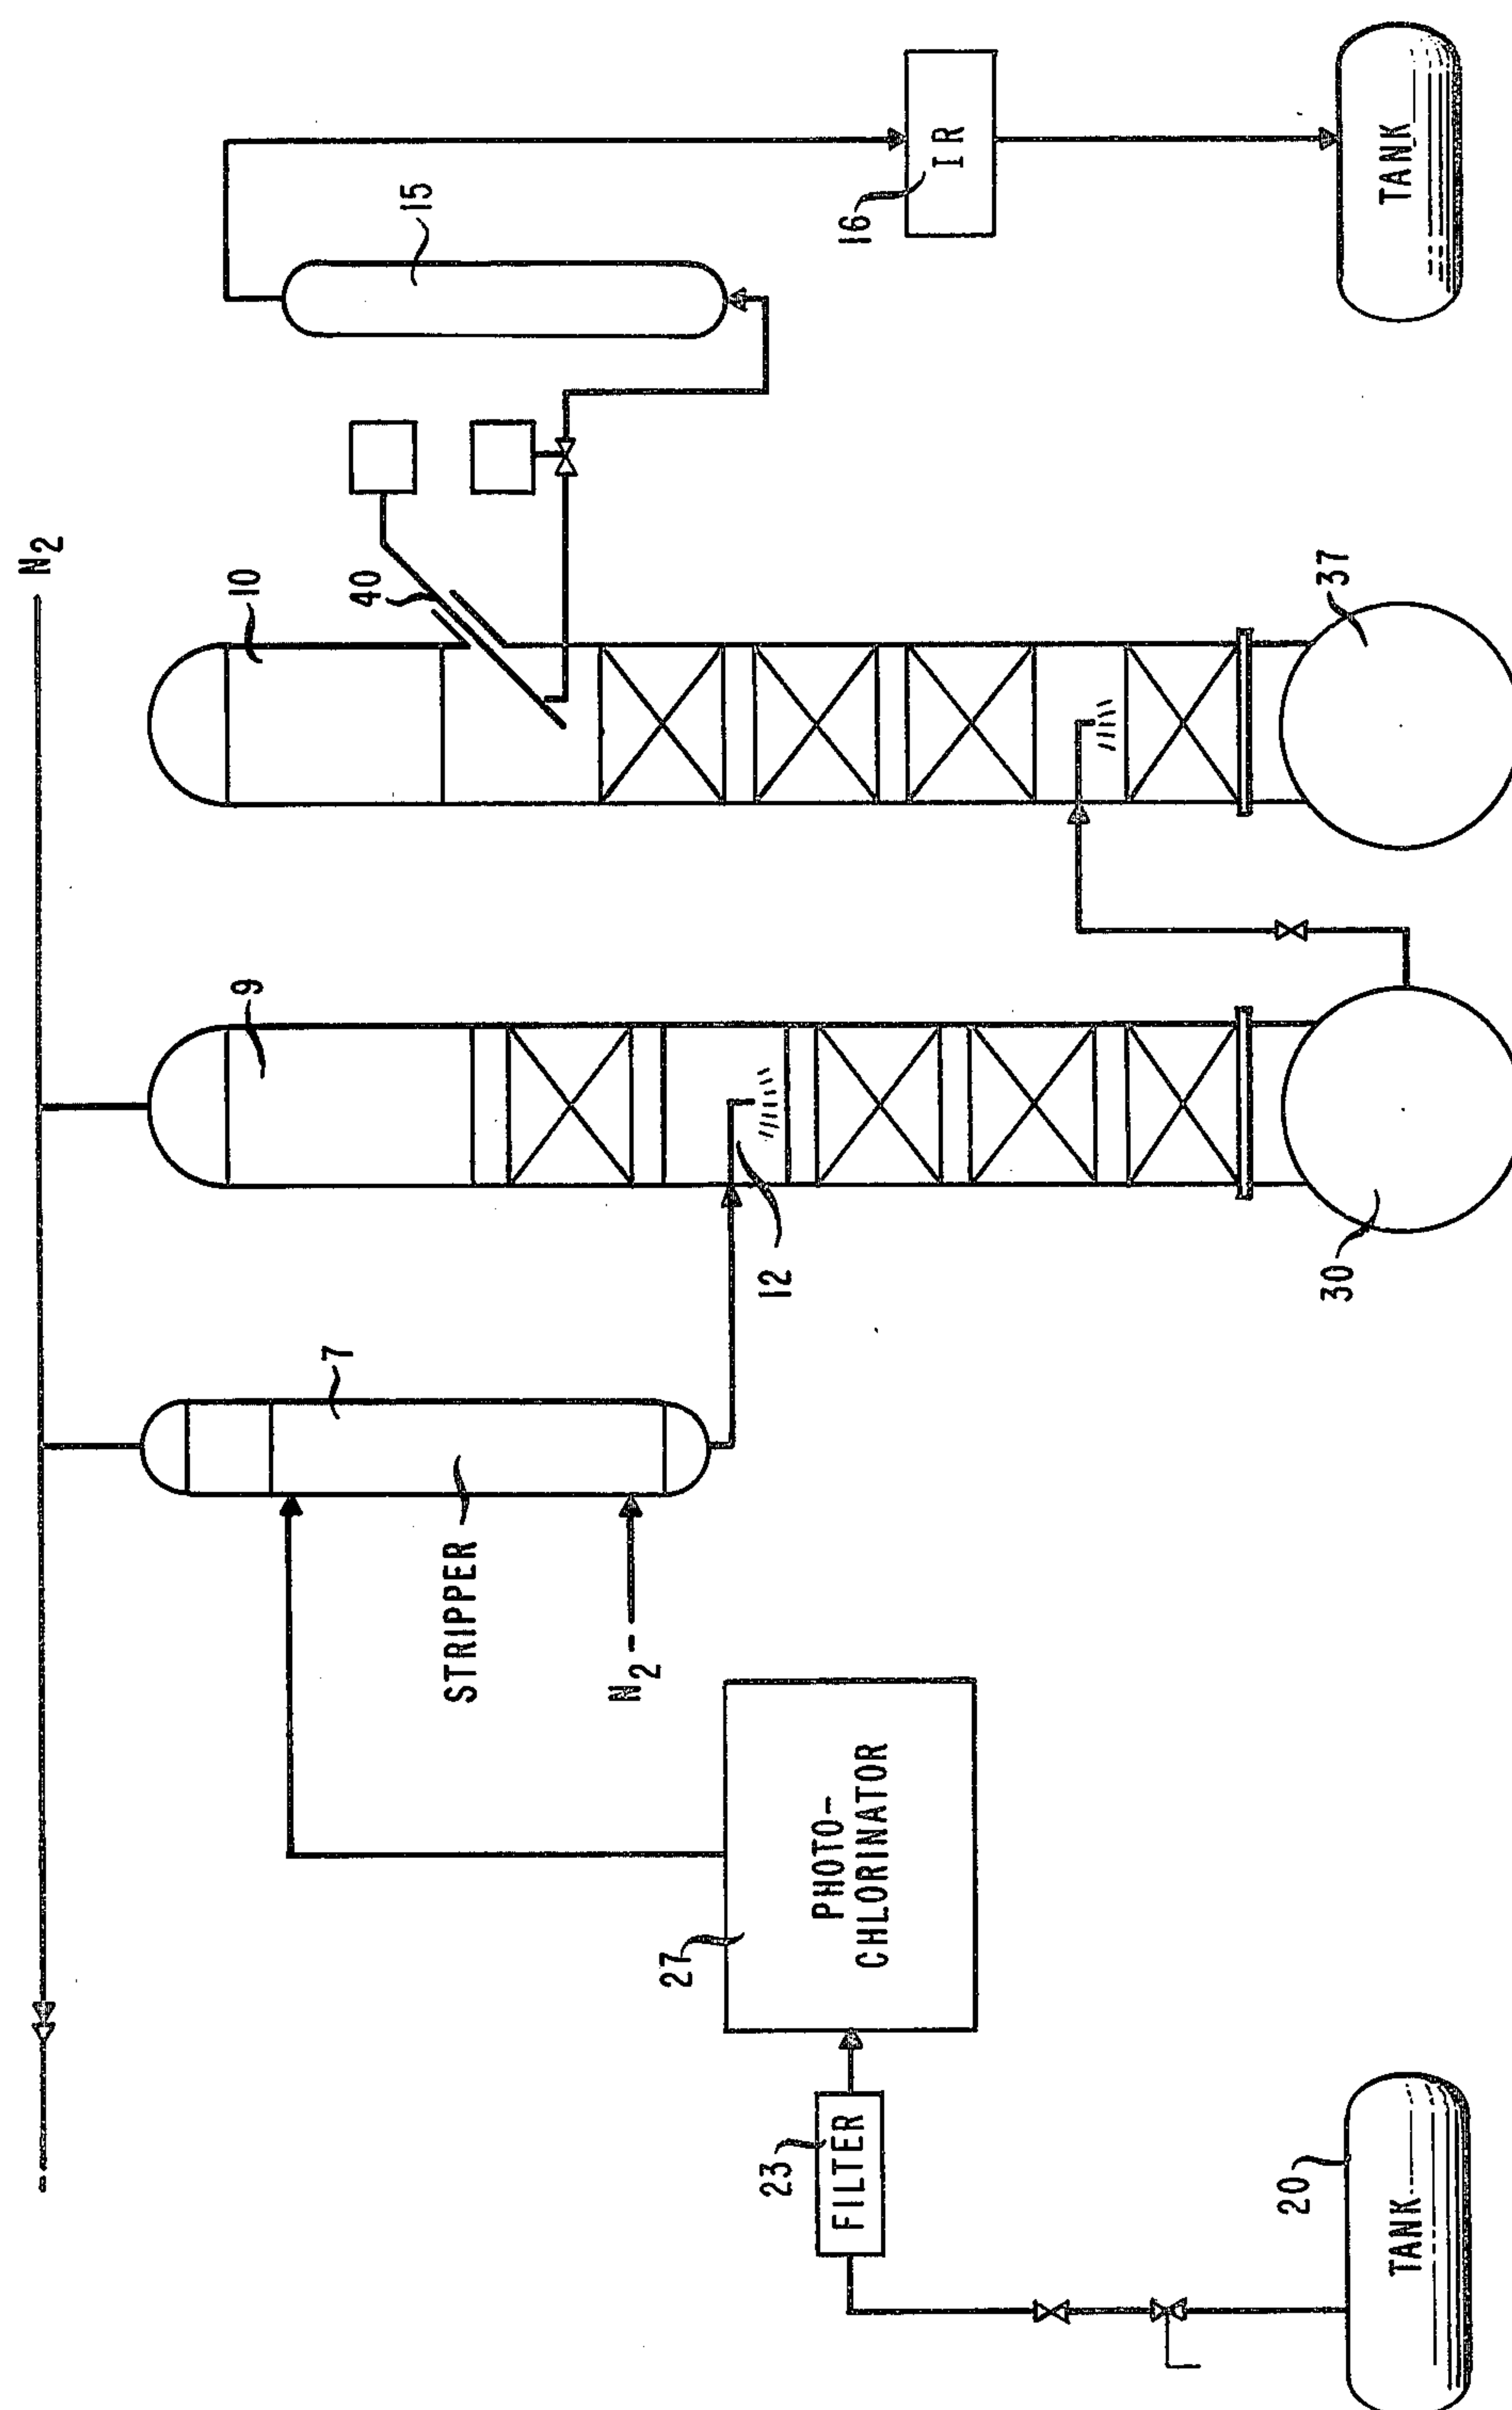 N2
TANK
20
FILTER
23
PHOTO-
CHLORINATOR
27
STRIPPER
7
N2
9
12
30
10
40
37
15
IR
16
TANK